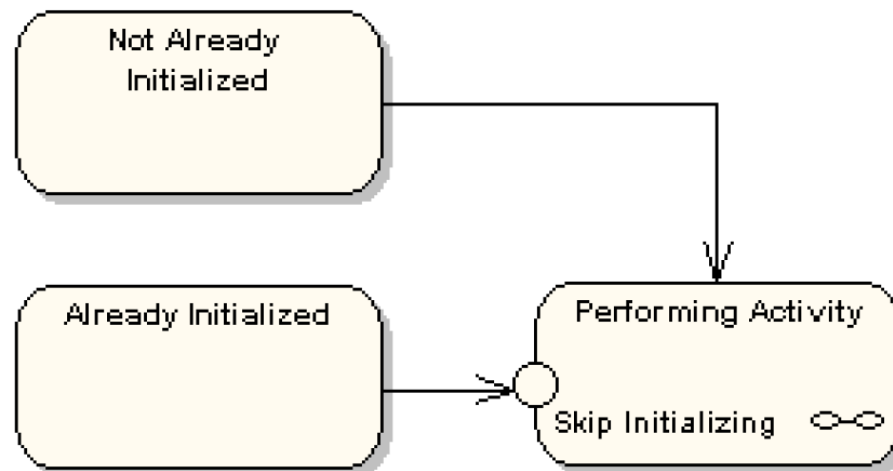 Not Already
Initialized
Already Initialized
Performing Activity
Skip Initializing